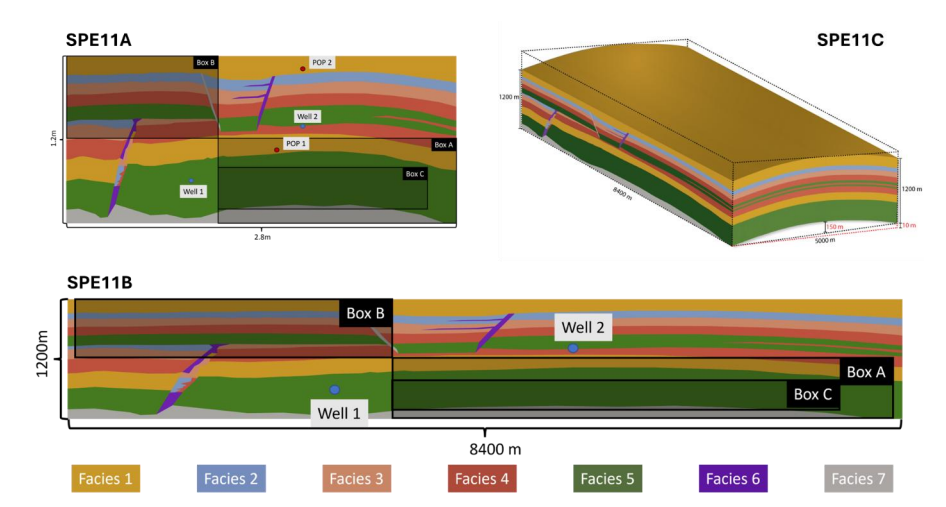 SPE11A
Box B
POP 2
Well 2
1.2m
POP 1
Box A
Box C
Well 1
2.8m
SPE11C
1200 m
8400 m
1200 m
150 m
10m
5000 m
SPE11B
Box B
Well 2
1200m
Box A
Box C
Well 1
8400 m
Facies 1
Facies 2
Facies 3
Facies 4
Facies 5
Facies 6
Facies 7